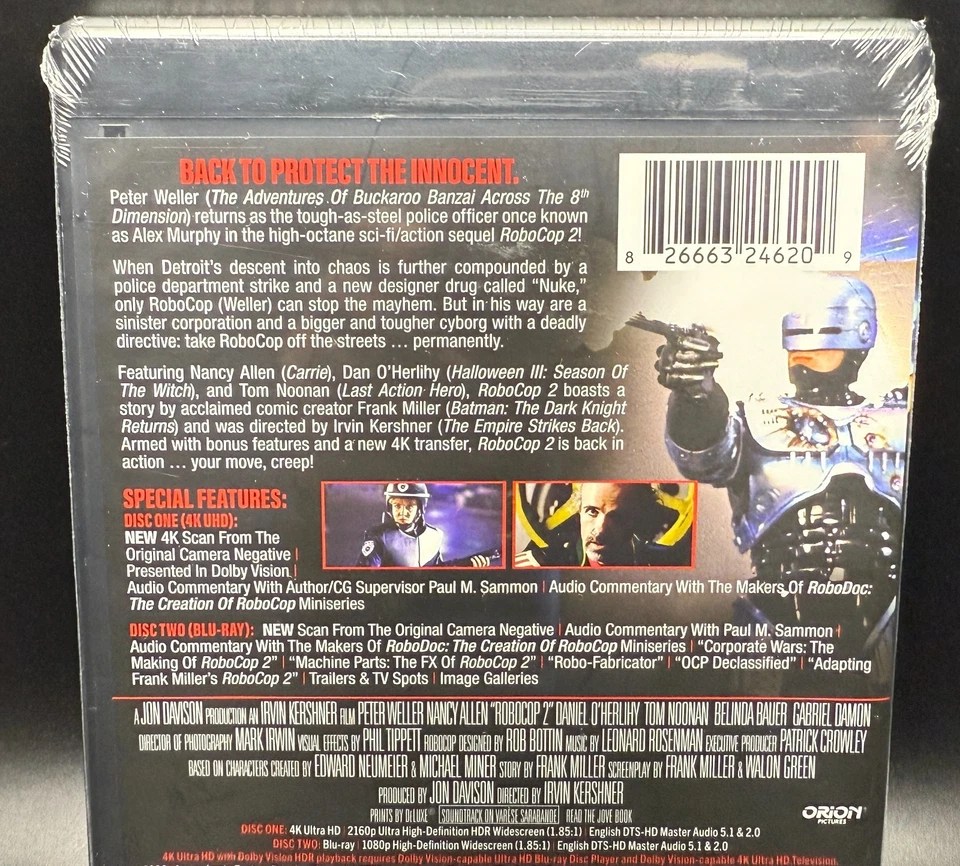 BACK TO PROTECT THE INNOCENT.
Peter Weller (The Adventures Of Buckaroo Banzai Across The 8th
Dimension) returns as the tough-as-steel police officer once known
as Alex Murphy in the high-octane sci-fi/action sequel RoboCop 2!
When Detroit's descent into chaos is further compounded by a
police department strike and a new designer drug called “Nuke,”
only RoboCop (Weller) can stop the mayhem. But in his way are a
sinister corporation and a bigger and tougher cyborg with a deadly
directive: take RoboCop off the streets ... permanently.
Featuring Nancy Allen (Carrie), Dan O'Herlihy (Halloween III: Season Of
The Witch), and Tom Noonan (Last Action Hero), RoboCop 2 boasts a
story by acclaimed comic creator Frank Miller (Batman: The Dark Knight
Returns) and was directed by Irvin Kershner (The Empire Strikes Back).
Armed with bonus features and a new 4K transfer, RoboCop 2 is back in
action ... your move, creep!
8 26663 24620 9
SPECIAL FEATURES:
DISC ONE (4K UHD):
NEW 4K Scan From The
Original Camera Negative |
Presented In Dolby Vision |
Audio Commentary With Author/CG Supervisor Paul M. Sammon | Audio Commentary With The Makers Of RoboDoc:
The Creation Of RoboCop Miniseries
DISC TWO (BLU-RAY): NEW Scan From The Original Camera Negative | Audio Commentary With Paul M. Sammon |
Audio Commentary With The Makers Of RoboDoc: The Creation Of RoboCop Miniseries | “Corporate Wars: The
Making Of RoboCop 2” | “Machine Parts: The FX Of RoboCop 2” | “Robo-Fabricator” | “OCP Declassified” | “Adapting
Frank Miller's RoboCop 2” | Trailers & TV Spots | Image Galleries
A JON DAVISON PRODUCTION AN IRVIN KERSHNER FILM PETER WELLER NANCY ALLEN "ROBOCOP 2" DANIEL O'HERLIHY TOM NOONAN BELINDA BAUER GABRIEL DAMON
DIRECTOR OF PHOTOGRAPHY MARK IRWIN VISUAL EFFECTS BY PHIL TIPPETT ROBOCOP DESIGNED BY ROB BOTTIN MUSIC BY LEONARD ROSENMAN EXECUTIVE PRODUCER PATRICK CROWLEY
BASED ON CHARACTERS CREATED BY EDWARD NEUMEIER & MICHAEL MINER STORY BY FRANK MILLER SCREENPLAY BY FRANK MILLER & WALON GREEN
PRODUCED BY JON DAVISON DIRECTED BY IRVIN KERSHNER
PRINTS BY DELUXE® SOUNDTRACK ON VARÈSE SARABANDE READ THE JOVE BOOK
ORION PICTURES
DISC ONE: 4K Ultra HD | 2160p Ultra High-Definition HDR Widescreen (1.85:1) | English DTS-HD Master Audio 5.1 & 2.0
DISC TWO: Blu-ray | 1080p High-Definition Widescreen (1.85:1) | English DTS-HD Master Audio 5.1 & 2.0
4K Ultra HD with Dolby Vision HDR playback requires Dolby Vision-capable Ultra HD Blu-ray Disc Player and Dolby Vision-capable 4K Ultra HD Television.